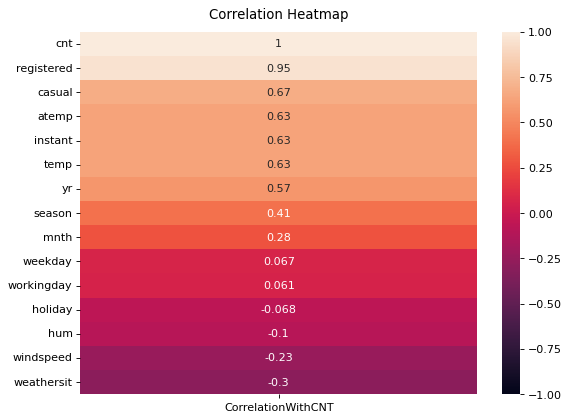 Correlation Heatmap
cnt 1
registered 0.95
casual 0.67
atemp 0.63
instant 0.63
temp 0.63
yr 0.57
season 0.41
mnth 0.28
weekday 0.067
workingday 0.061
holiday -0.068
hum -0.1
windspeed -0.23
weathersit -0.3
CorrelationWithCNT
1.00
0.75
0.50
0.25
0.00
−0.25
−0.50
−0.75
−1.00